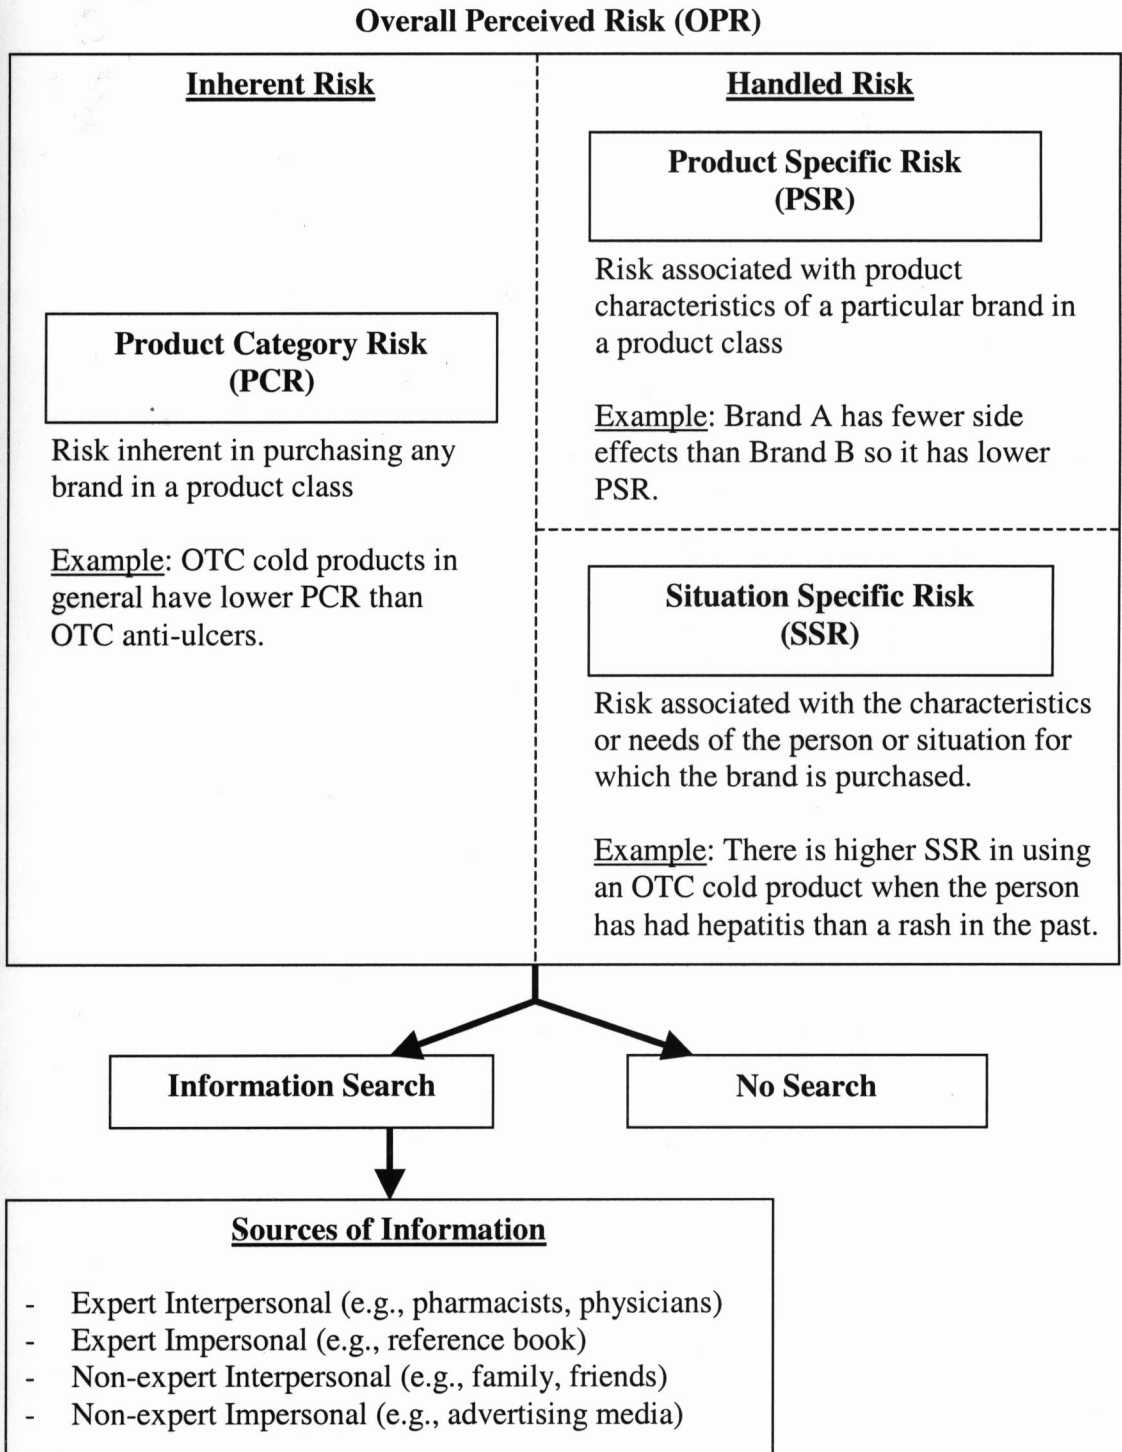 Overall Perceived Risk (OPR)
Inherent Risk
Product Category Risk
(PCR)
Risk inherent in purchasing any
brand in a product class
Example: OTC cold products in
general have lower PCR than
OTC anti-ulcers.
Handled Risk
Product Specific Risk
(PSR)
Risk associated with product
characteristics of a particular brand in
a product class
Example: Brand A has fewer side
effects than Brand B so it has lower
PSR.
Situation Specific Risk
(SSR)
Risk associated with the characteristics
or needs of the person or situation for
which the brand is purchased.
Example: There is higher SSR in using
an OTC cold product when the person
has had hepatitis than a rash in the past.
Information Search
No Search
Sources of Information
- Expert Interpersonal (e.g., pharmacists, physicians)
- Expert Impersonal (e.g., reference book)
- Non-expert Interpersonal (e.g., family, friends)
- Non-expert Impersonal (e.g., advertising media)